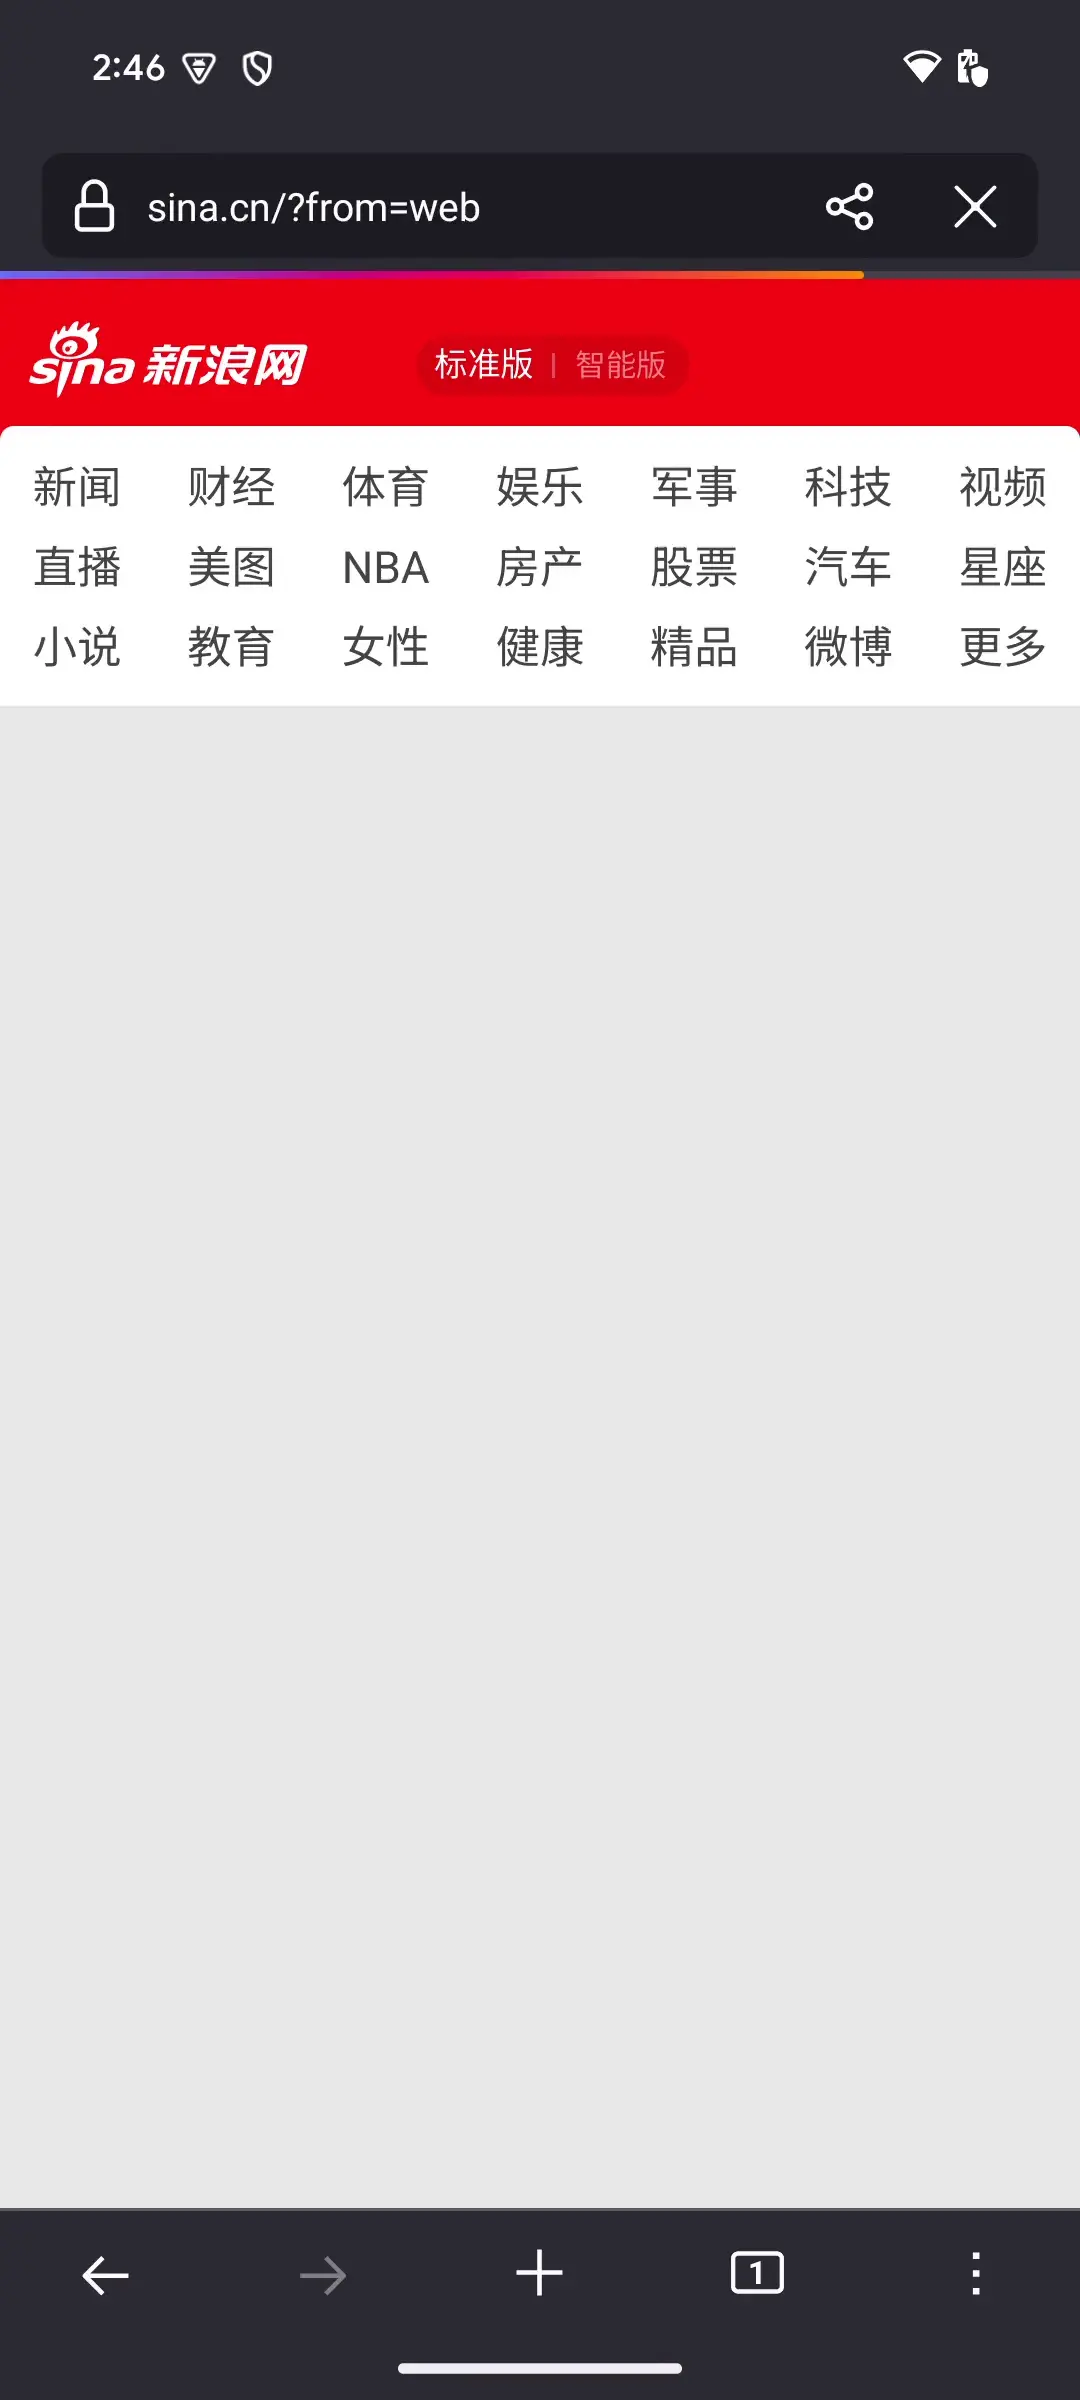 2:46
sina.cn/?from=web
sina 新浪网
标准版 | 智能版
新闻 财经 体育 娱乐 军事 科技 视频
直播 美图 NBA 房产 股票 汽车 星座
小说 教育 女性 健康 精品 微博 更多
1